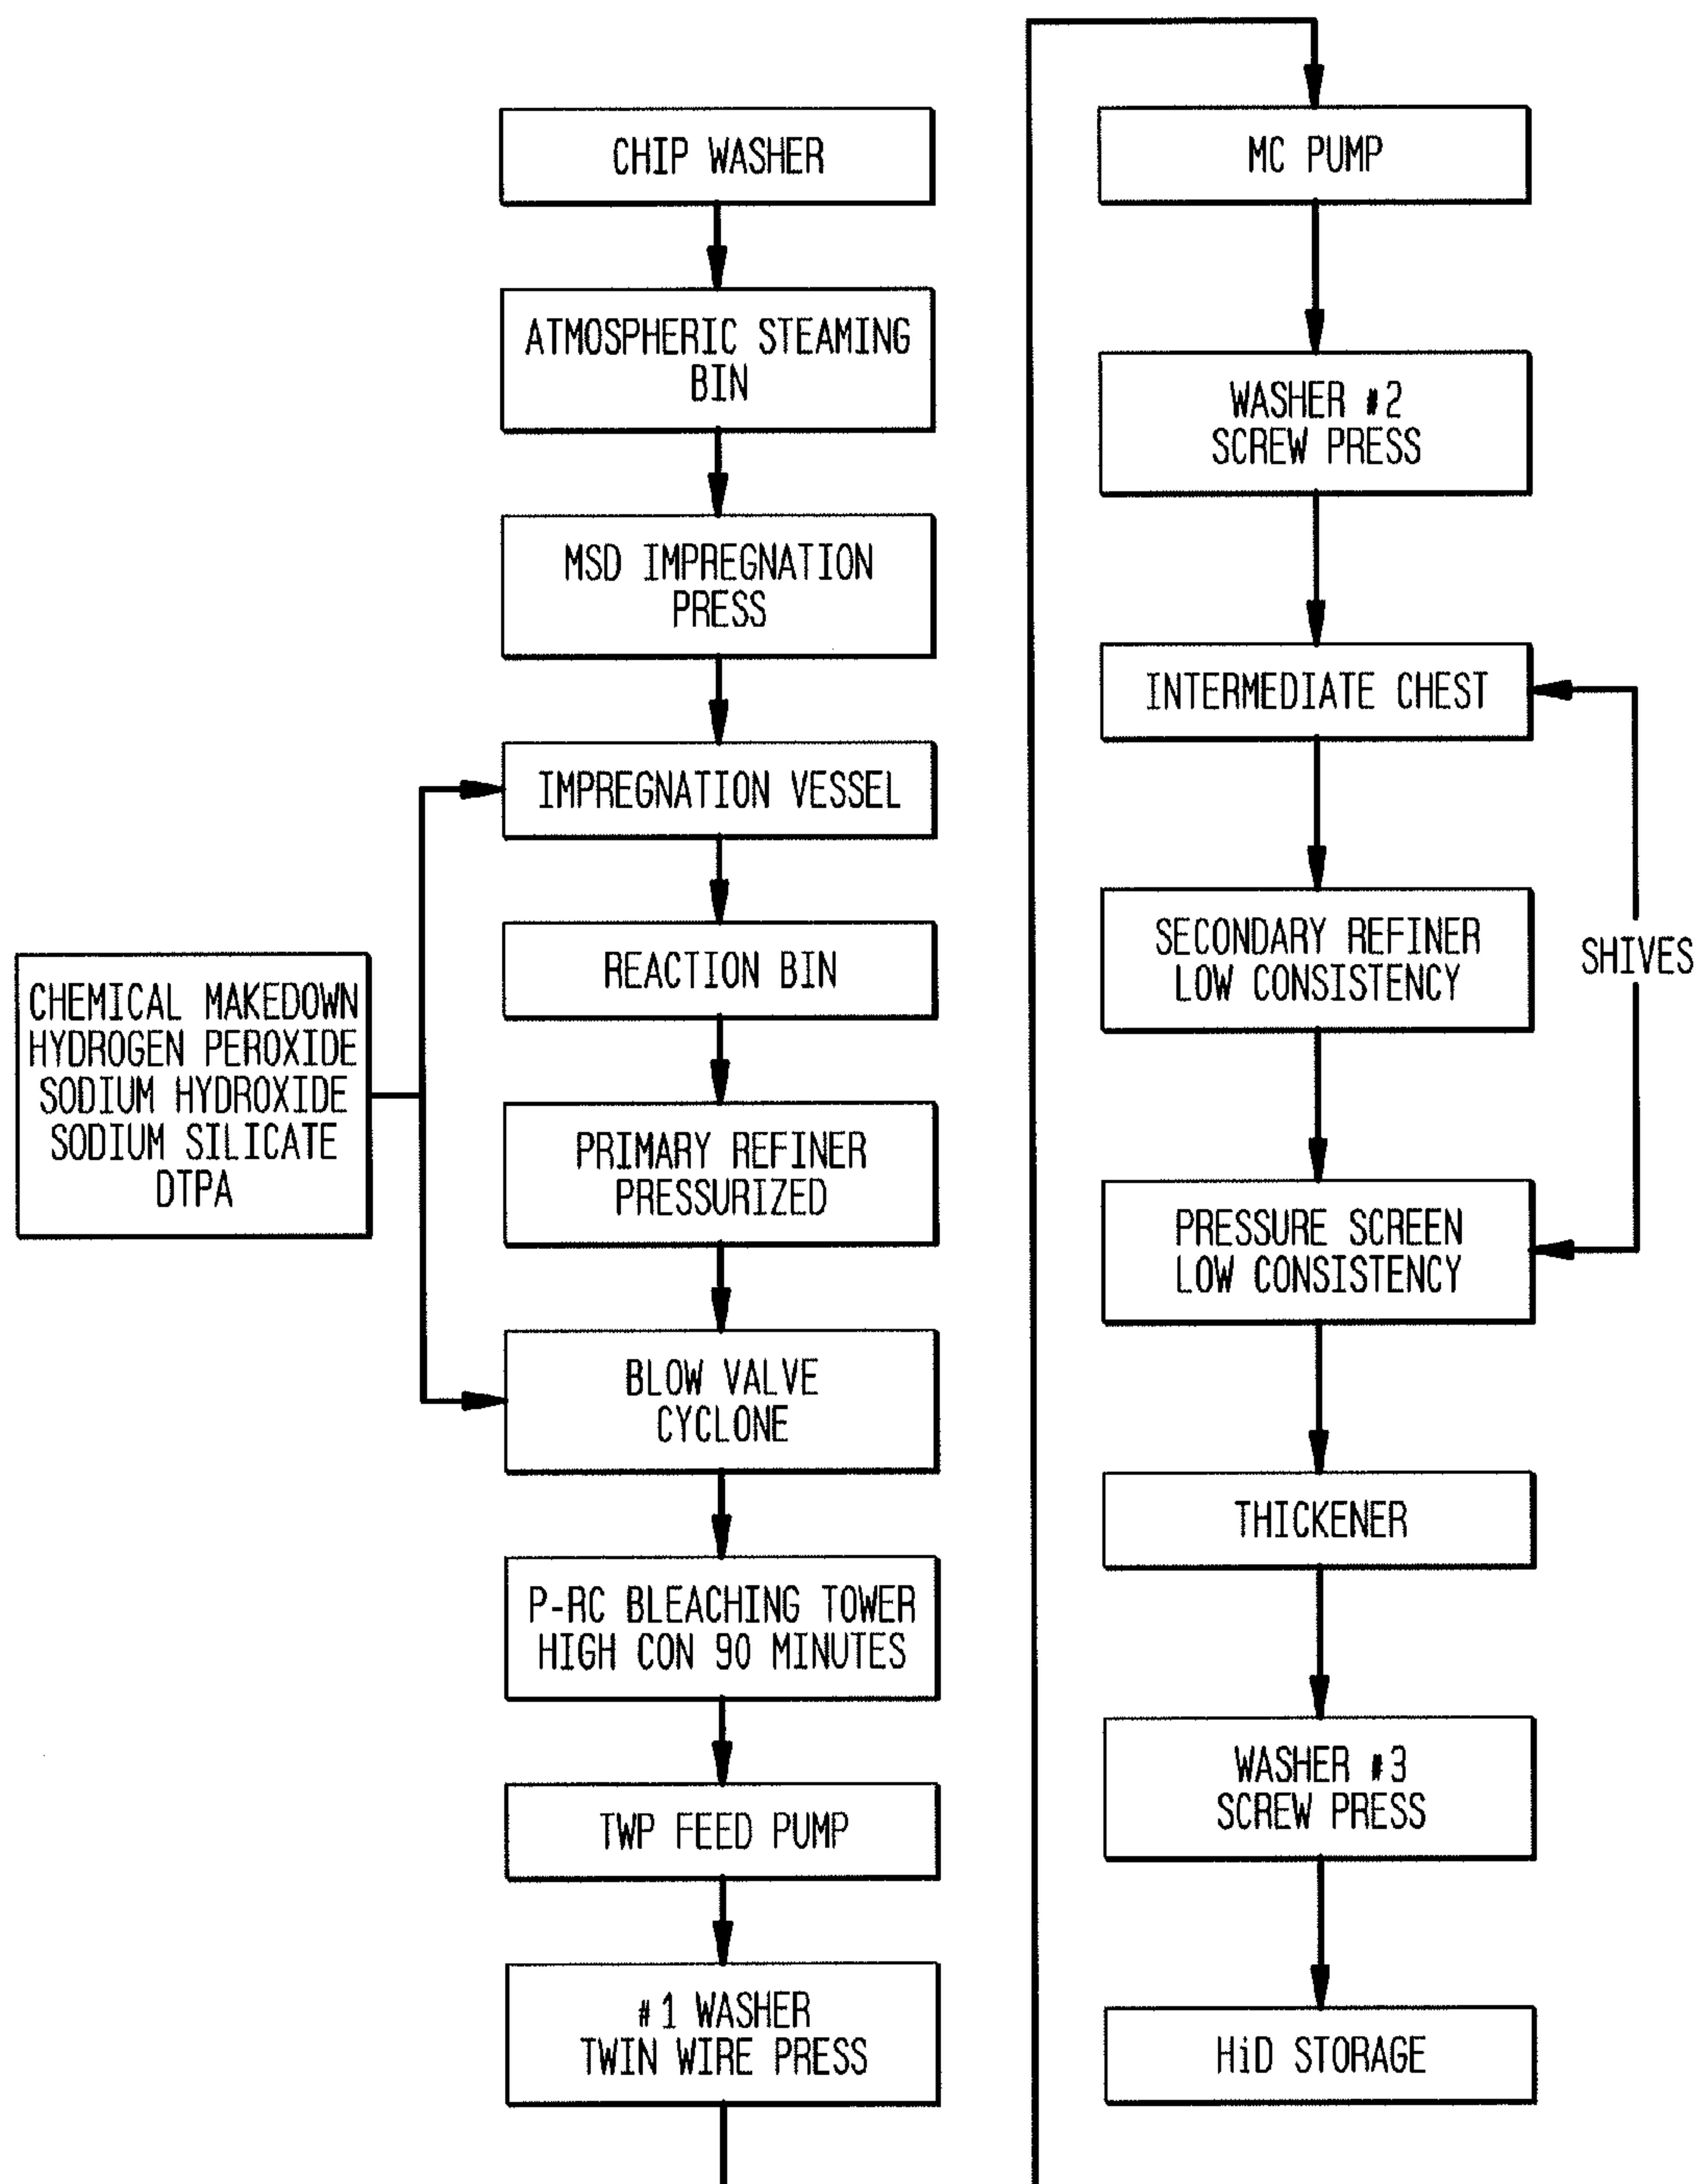 CHIP WASHER
ATMOSPHERIC STEAMING
BIN
MSD IMPREGNATION
PRESS
IMPREGNATION VESSEL
REACTION BIN
CHEMICAL MAKEDOWN
HYDROGEN PEROXIDE
SODIUM HYDROXIDE
SODIUM SILICATE
DTPA
PRIMARY REFINER
PRESSURIZED
BLOW VALVE
CYCLONE
P-RC BLEACHING TOWER
HIGH CON 90 MINUTES
TWP FEED PUMP
#1 WASHER
TWIN WIRE PRESS
MC PUMP
WASHER #2
SCREW PRESS
INTERMEDIATE CHEST
SECONDARY REFINER
LOW CONSISTENCY
SHIVES
PRESSURE SCREEN
LOW CONSISTENCY
THICKENER
WASHER #3
SCREW PRESS
HiD STORAGE